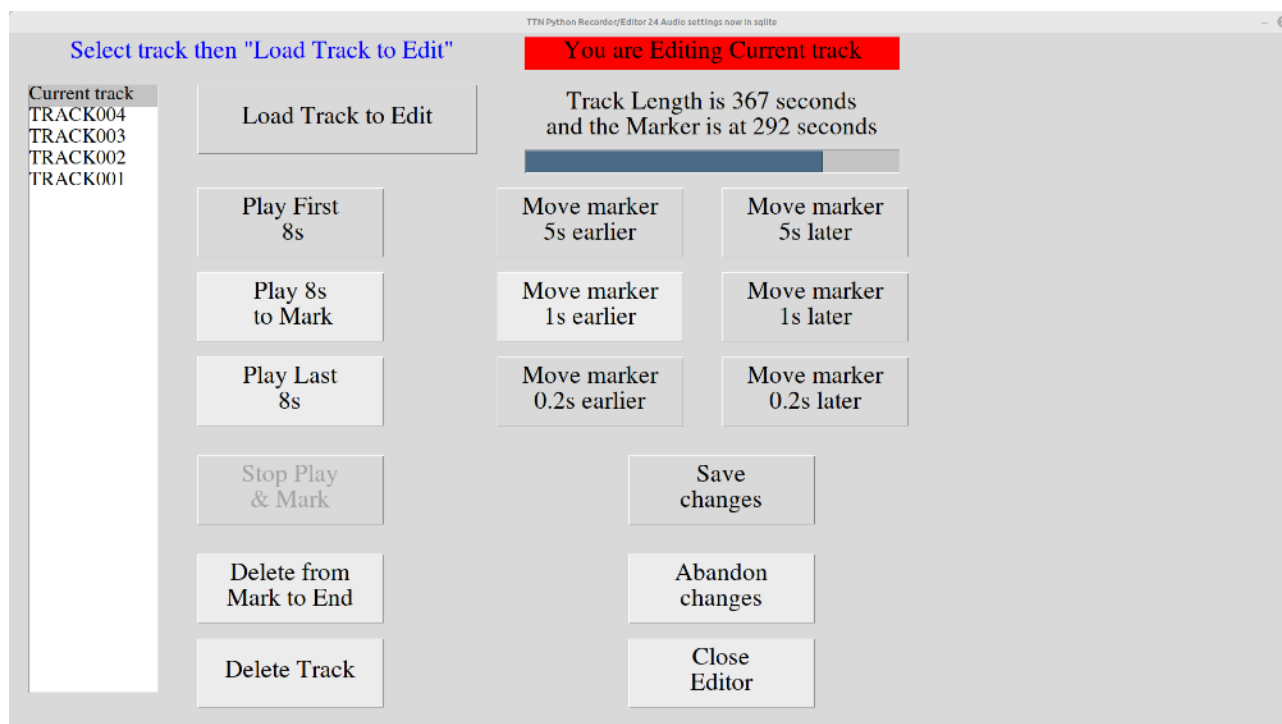 TTN Python Recorder/Editor 24 Audio settings now in sqlite
Select track then "Load Track to Edit"
You are Editing Current track
Current track
TRACK004
TRACK003
TRACK002
TRACK001
Load Track to Edit
Track Length is 367 seconds
and the Marker is at 292 seconds
Play First
8s
Move marker
5s earlier
Move marker
5s later
Play 8s
to Mark
Move marker
1s earlier
Move marker
1s later
Play Last
8s
Move marker
0.2s earlier
Move marker
0.2s later
Stop Play
& Mark
Save
changes
Delete from
Mark to End
Abandon
changes
Delete Track
Close
Editor